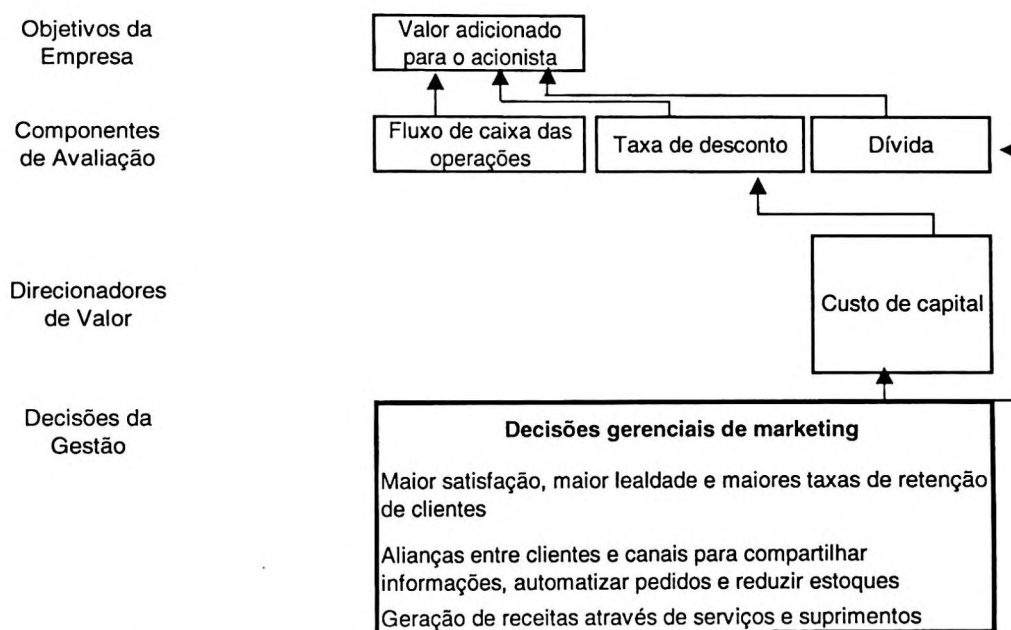 Objetivos da
Empresa
Valor adicionado
para o acionista
Componentes
de Avaliação
Fluxo de caixa das
operações
Taxa de desconto
Dívida
Direcionadores
de Valor
Custo de capital
Decisões da
Gestão
Decisões gerenciais de marketing
Maior satisfação, maior lealdade e maiores taxas de retenção
de clientes
Alianças entre clientes e canais para compartilhar
informações, automatizar pedidos e reduzir estoques
Geração de receitas através de serviços e suprimentos